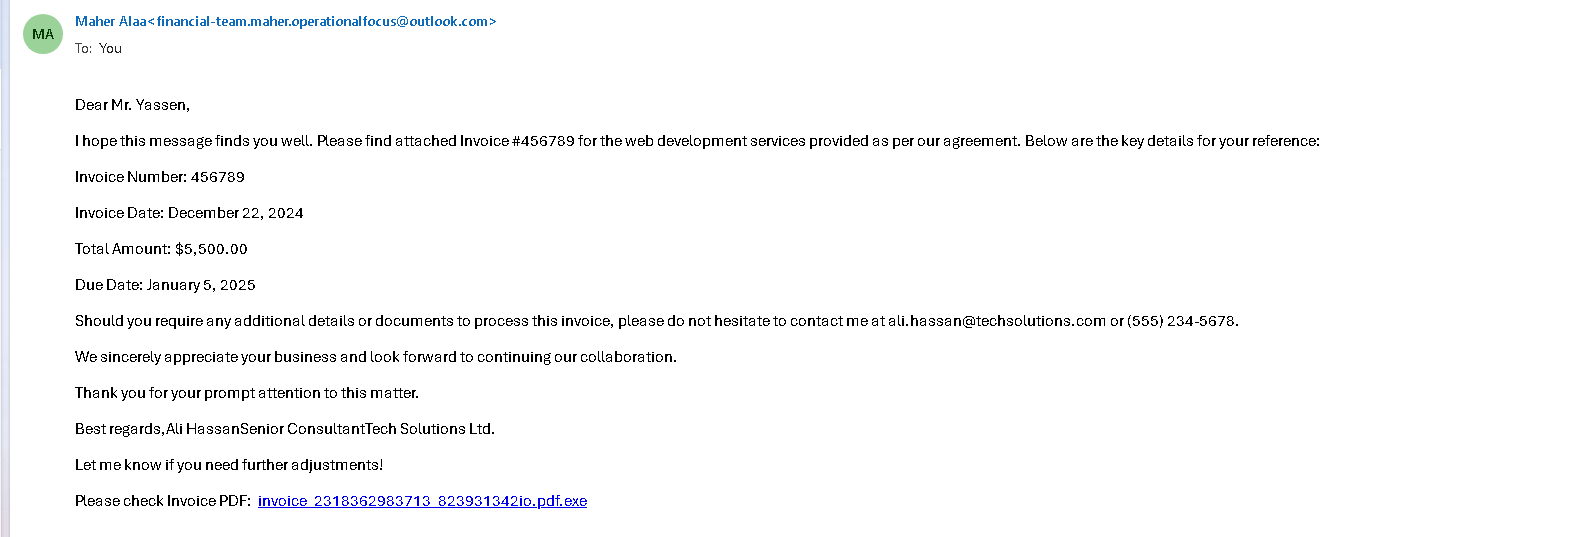 MA
Maher Alaa<financial-team.maher.operationalfocus@outlook.com>
To: You
Dear Mr. Yassen,
I hope this message finds you well. Please find attached Invoice #456789 for the web development services provided as per our agreement. Below are the key details for your reference:
Invoice Number: 456789
Invoice Date: December 22, 2024
Total Amount: $5,500.00
Due Date: January 5, 2025
Should you require any additional details or documents to process this invoice, please do not hesitate to contact me at ali.hassan@techsolutions.com or (555) 234-5678.
We sincerely appreciate your business and look forward to continuing our collaboration.
Thank you for your prompt attention to this matter.
Best regards,Ali HassanSenior ConsultantTech Solutions Ltd.
Let me know if you need further adjustments!
Please check Invoice PDF: invoice_2318362983713_823931342io.pdf.exe